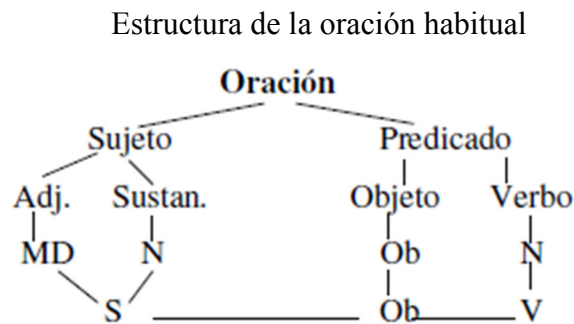 Estructura de la oración habitual
Oración
Sujeto Predicado
Adj. Sustan. Objeto Verbo
MD N Ob N
S Ob V